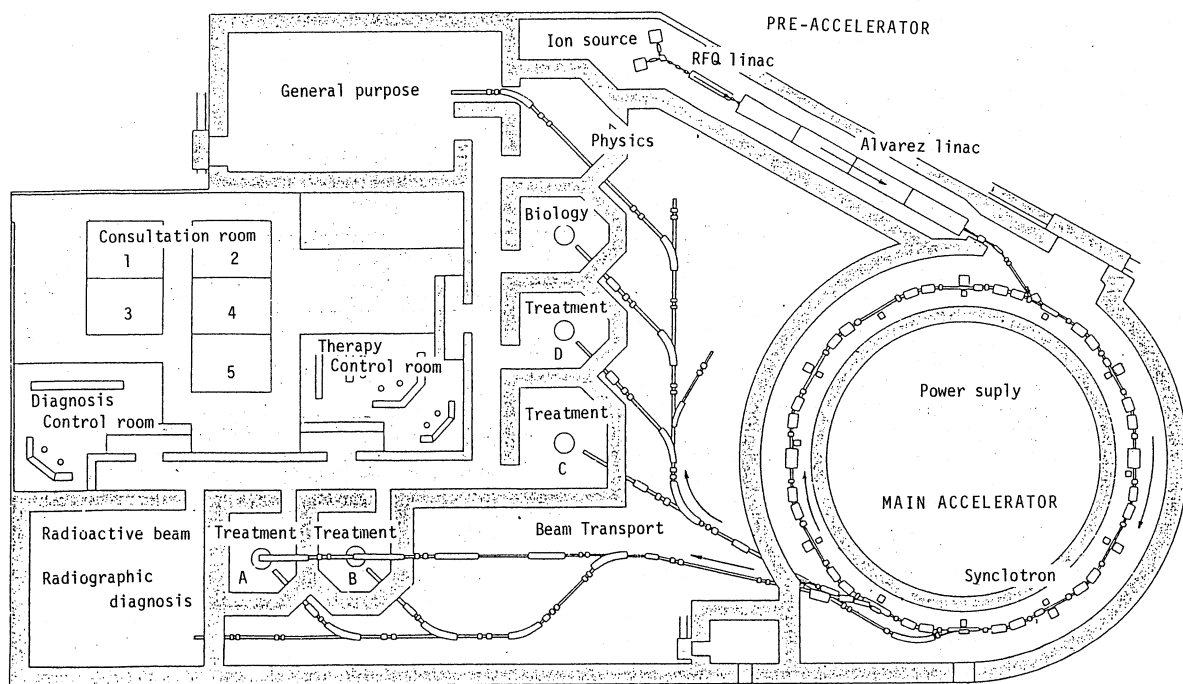 PRE-ACCELERATOR
Ion source
RFQ linac
General purpose
Physics
Alvarez linac
Biology
Consultation room
1
2
3
4
5
Treatment
D
Therapy
Control room
Power suply
Diagnosis
Control room
Treatment
C
MAIN ACCELERATOR
Beam Transport
Radioactive beam
Treatment
Treatment
A
B
Radiographic
diagnosis
Synclotron